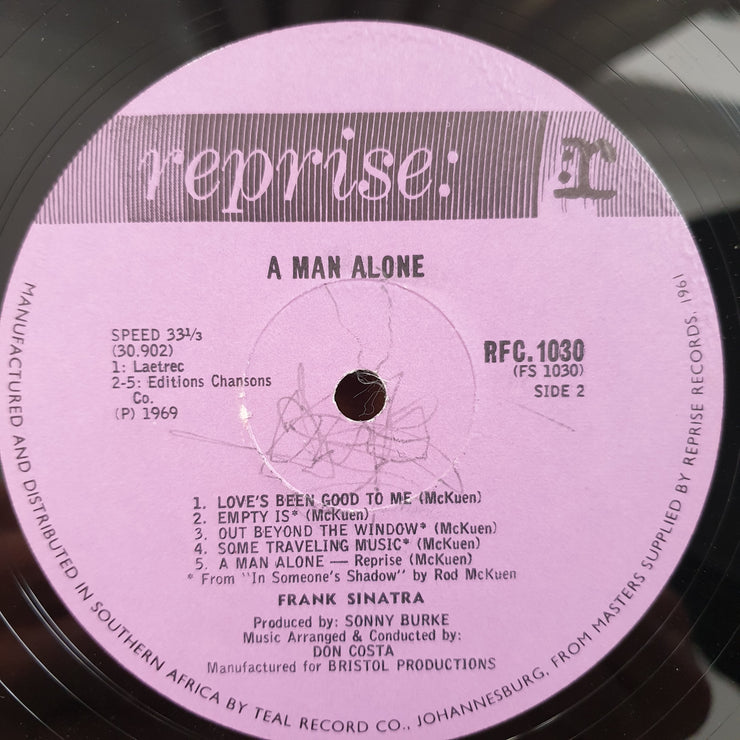 reprise:
r:
A MAN ALONE
SPEED 33⅓
(30.902)
1: Laetrec
2-5: Editions Chansons
Co.
(P) 1969
RFC.1030
(FS 1030)
SIDE 2
1. LOVE'S BEEN GOOD TO ME (McKuen)
2. EMPTY IS* (McKuen)
3. OUT BEYOND THE WINDOW* (McKuen)
4. SOME TRAVELING MUSIC* (McKuen)
5. A MAN ALONE — Reprise (McKuen)
* From "In Someone's Shadow" by Rod McKuen
FRANK SINATRA
Produced by: SONNY BURKE
Music Arranged & Conducted by:
DON COSTA
Manufactured for BRISTOL PRODUCTIONS
MANUFACTURED AND DISTRIBUTED IN SOUTHERN AFRICA BY TEAL RECORD CO., JOHANNESBURG, FROM MASTERS SUPPLIED BY REPRISE RECORDS. 1961